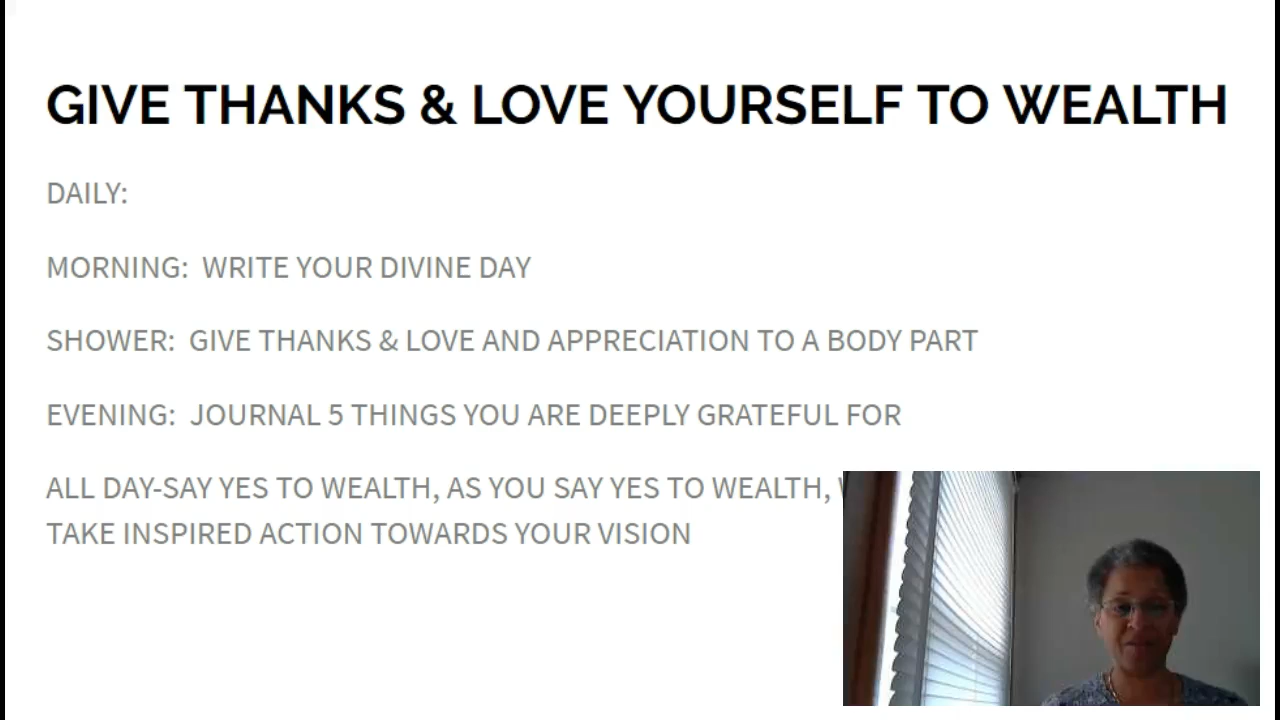 GIVE THANKS & LOVE YOURSELF TO WEALTH
DAILY:
MORNING: WRITE YOUR DIVINE DAY
SHOWER: GIVE THANKS & LOVE AND APPRECIATION TO A BODY PART
EVENING: JOURNAL 5 THINGS YOU ARE DEEPLY GRATEFUL FOR
ALL DAY-SAY YES TO WEALTH, AS YOU SAY YES TO WEALTH,
TAKE INSPIRED ACTION TOWARDS YOUR VISION